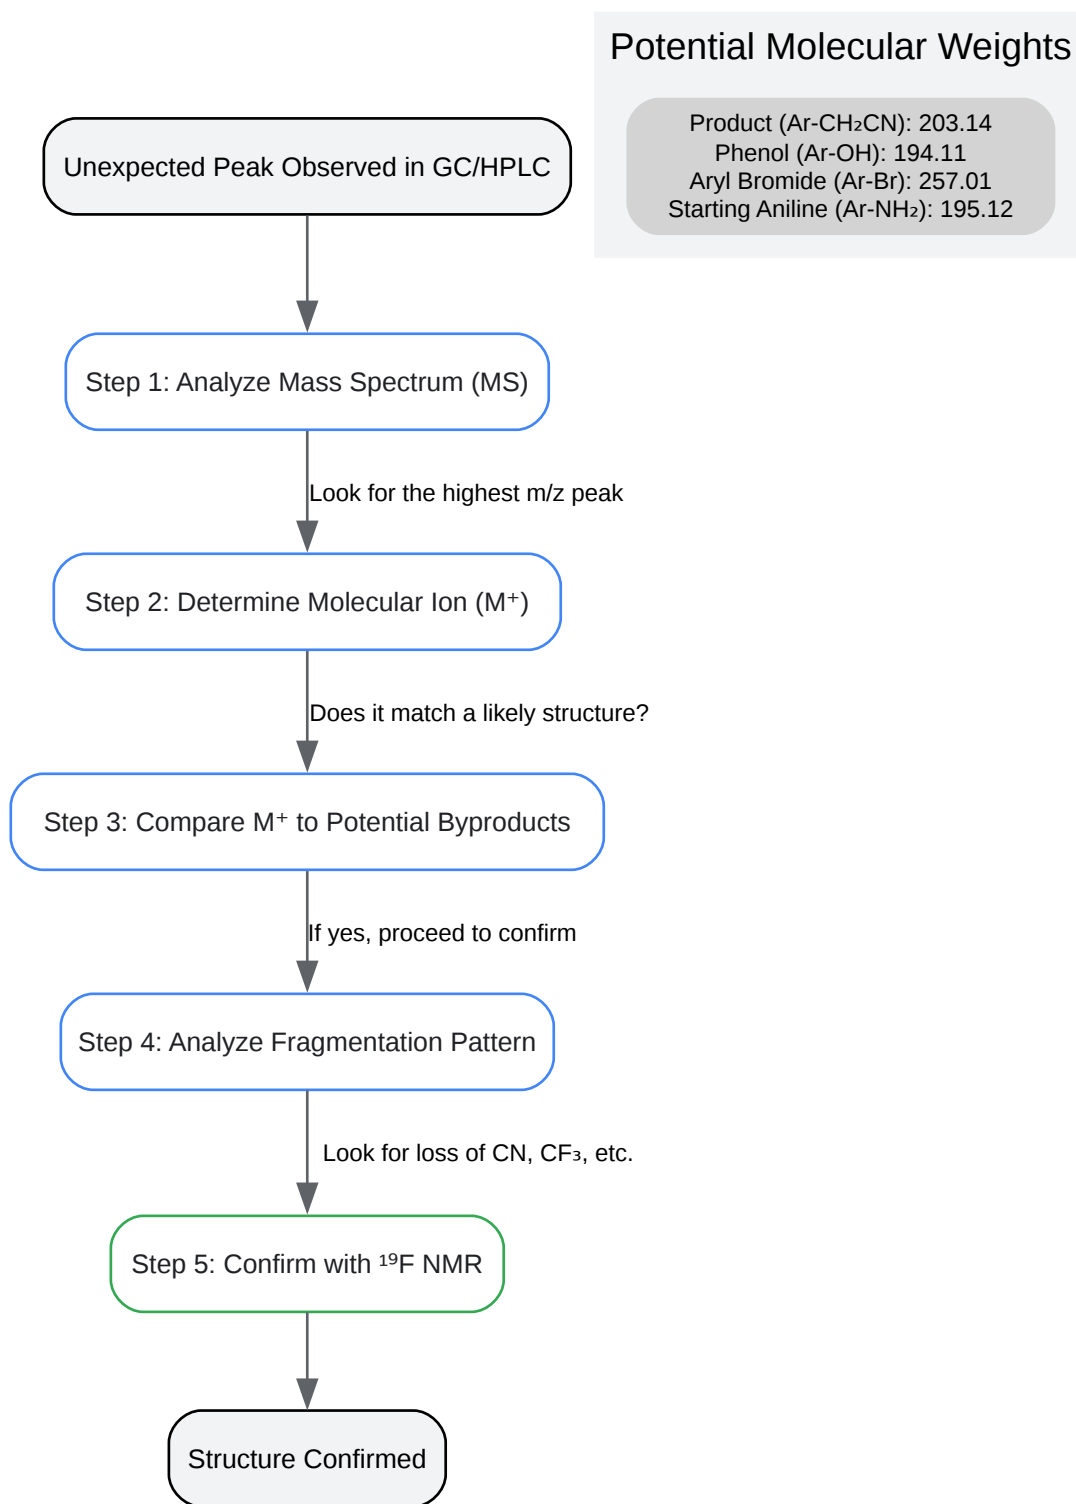 Potential Molecular Weights
Product (Ar-CH₂CN): 203.14
Phenol (Ar-OH): 194.11
Aryl Bromide (Ar-Br): 257.01
Starting Aniline (Ar-NH₂): 195.12
Unexpected Peak Observed in GC/HPLC
Step 1: Analyze Mass Spectrum (MS)
Look for the highest m/z peak
Step 2: Determine Molecular Ion (M⁺)
Does it match a likely structure?
Step 3: Compare M⁺ to Potential Byproducts
If yes, proceed to confirm
Step 4: Analyze Fragmentation Pattern
Look for loss of CN, CF₃, etc.
Step 5: Confirm with ¹⁹F NMR
Structure Confirmed